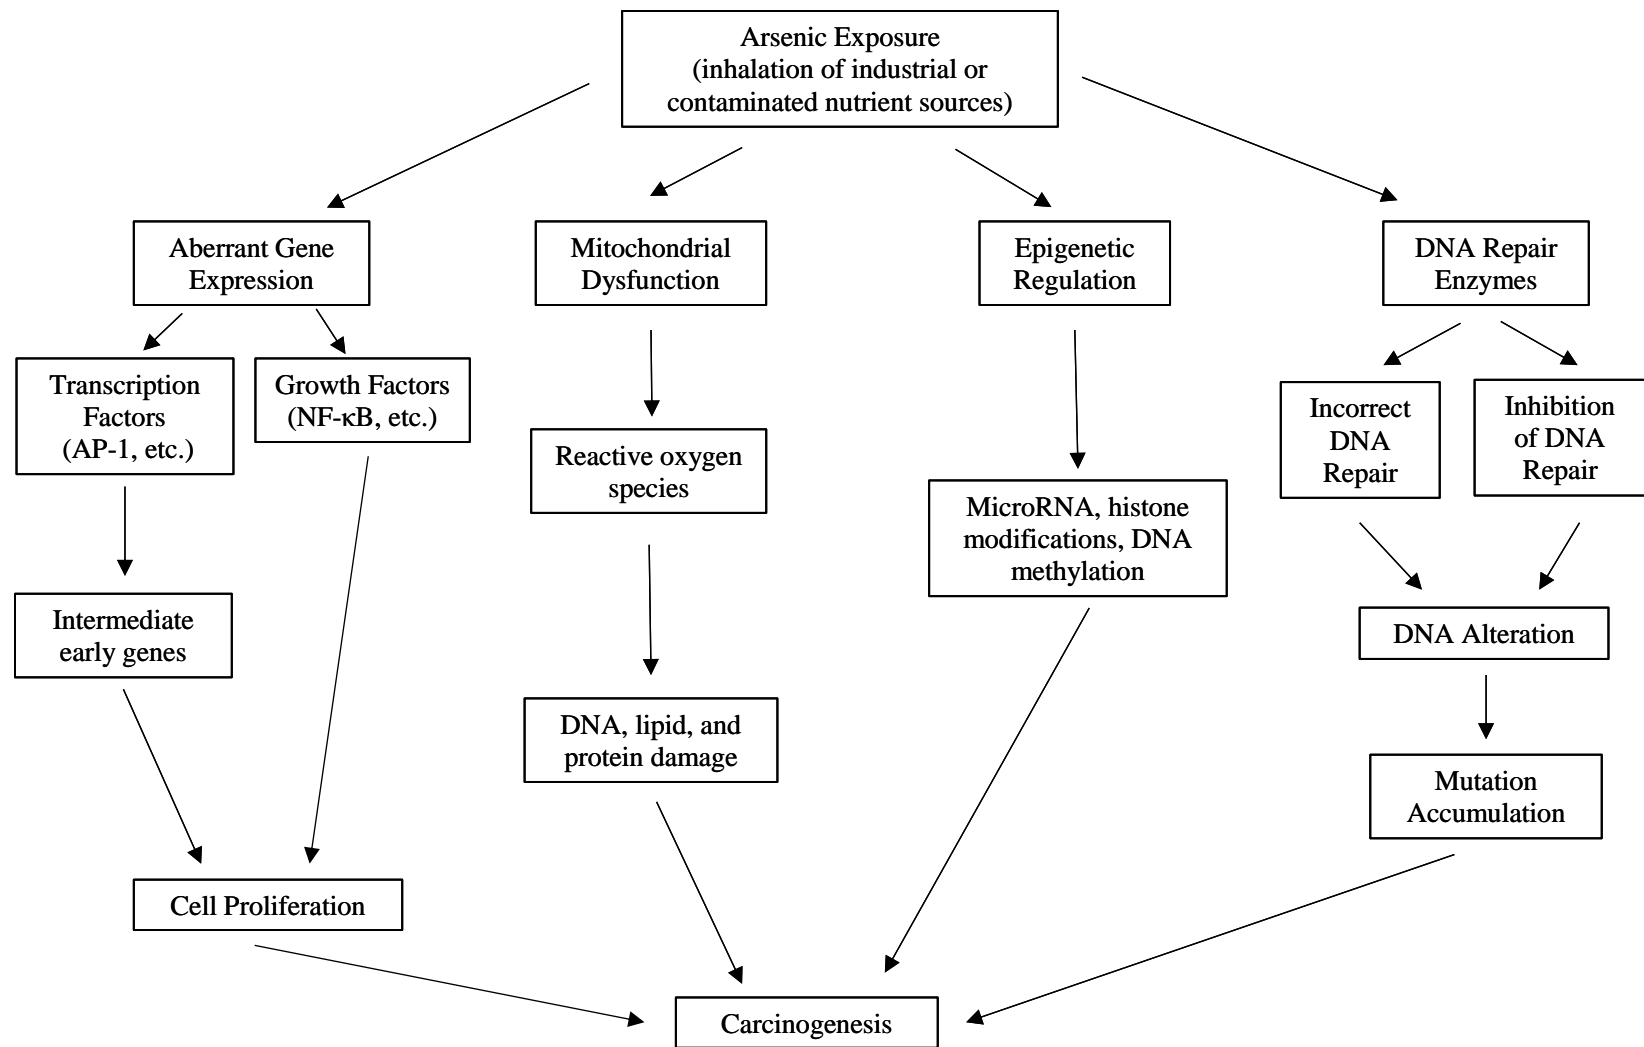 Arsenic Exposure
(inhalation of industrial or
contaminated nutrient sources)
Aberrant Gene
Expression
Mitochondrial
Dysfunction
Epigenetic
Regulation
DNA Repair
Enzymes
Transcription
Factors
(AP-1, etc.)
Growth Factors
(NF-κB, etc.)
Reactive oxygen
species
MicroRNA, histone
modifications, DNA
methylation
Incorrect
DNA
Repair
Inhibition
of DNA
Repair
Intermediate
early genes
DNA, lipid, and
protein damage
DNA Alteration
Mutation
Accumulation
Cell Proliferation
Carcinogenesis